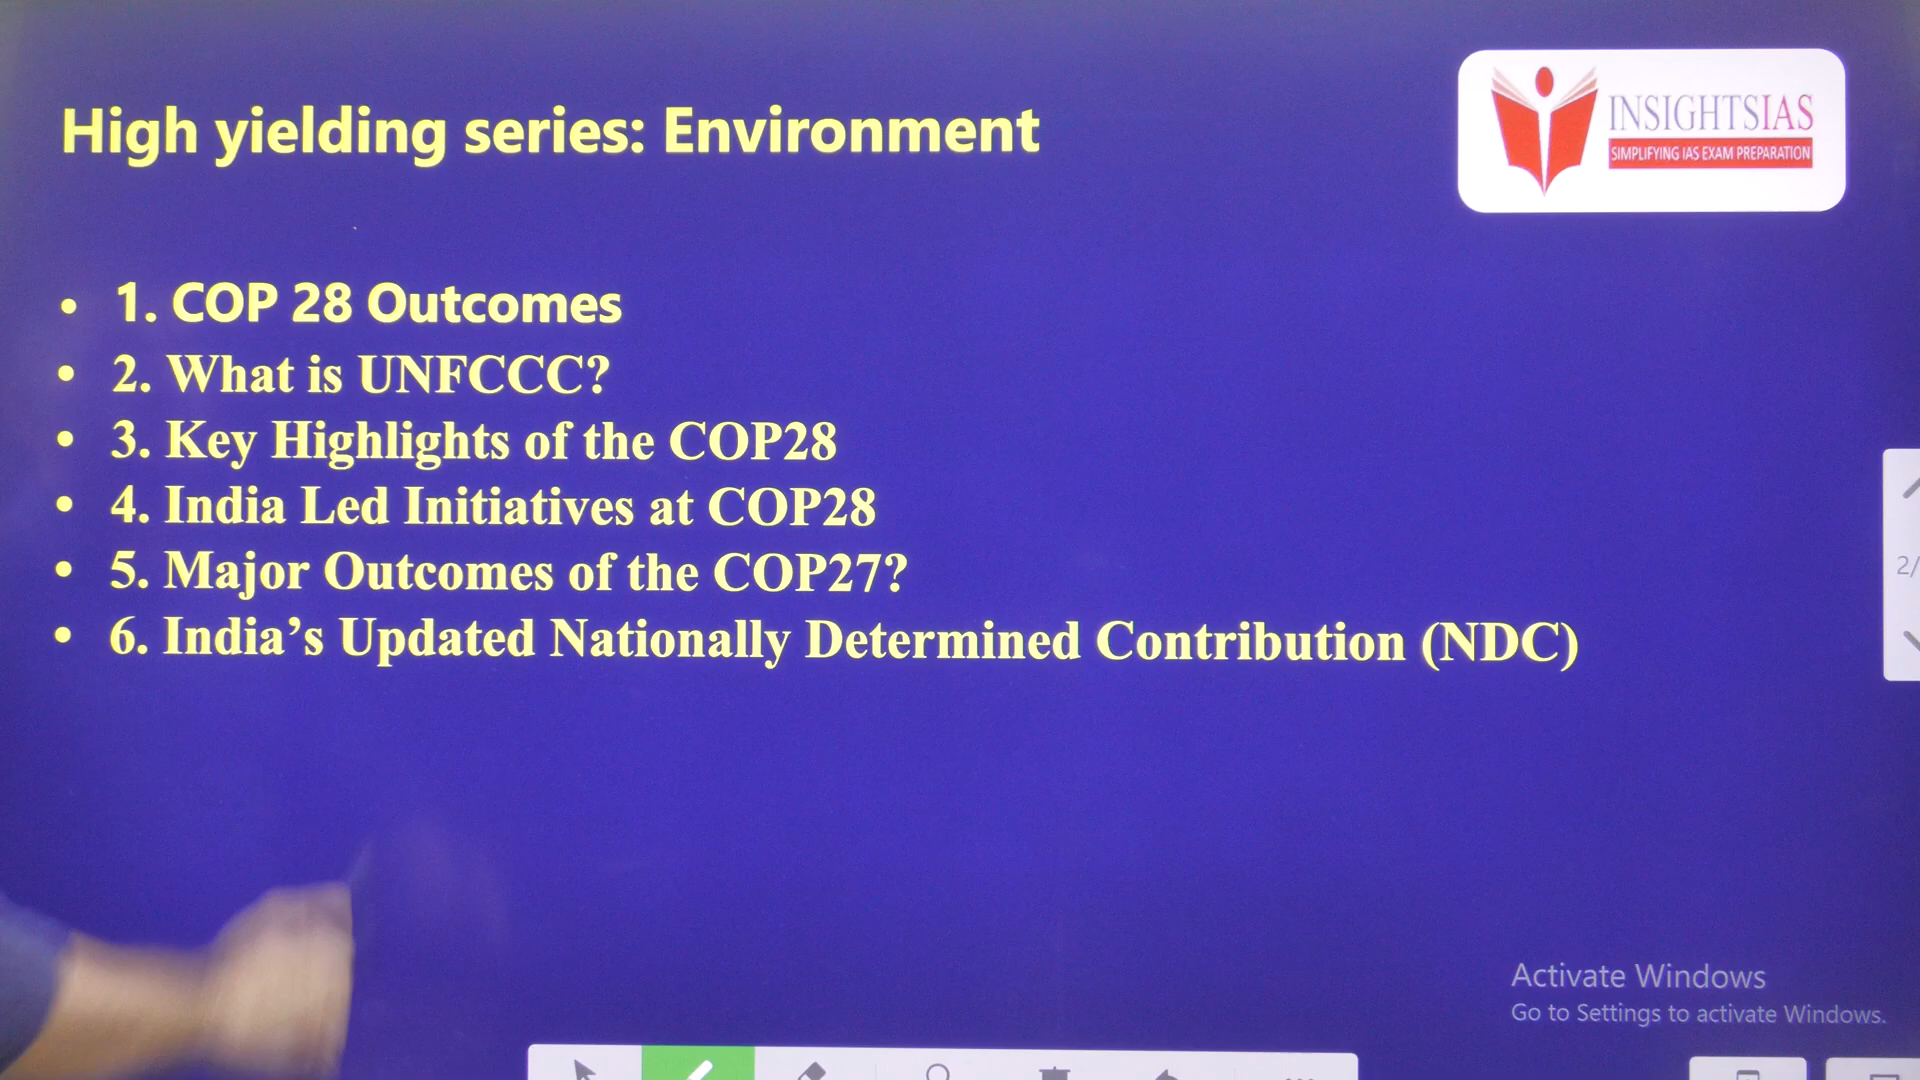 High yielding series: Environment
INSIGHTSIAS
SIMPLIFYING IAS EXAM PREPARATION
• 1. COP 28 Outcomes
• 2. What is UNFCCC?
• 3. Key Highlights of the COP28
• 4. India Led Initiatives at COP28
• 5. Major Outcomes of the COP27?
• 6. India’s Updated Nationally Determined Contribution (NDC)
2/
Activate Windows
Go to Settings to activate Windows.